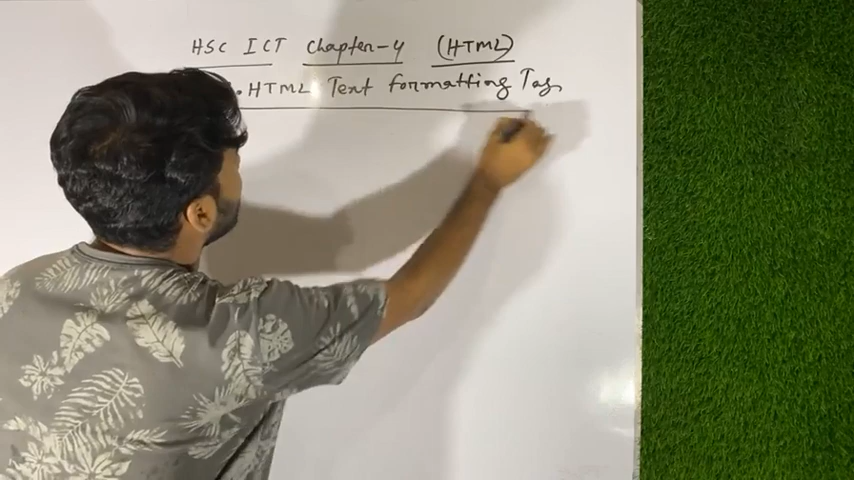 HSC ICT Chapter-4 (HTML)
.HTML Text formatting Tag,